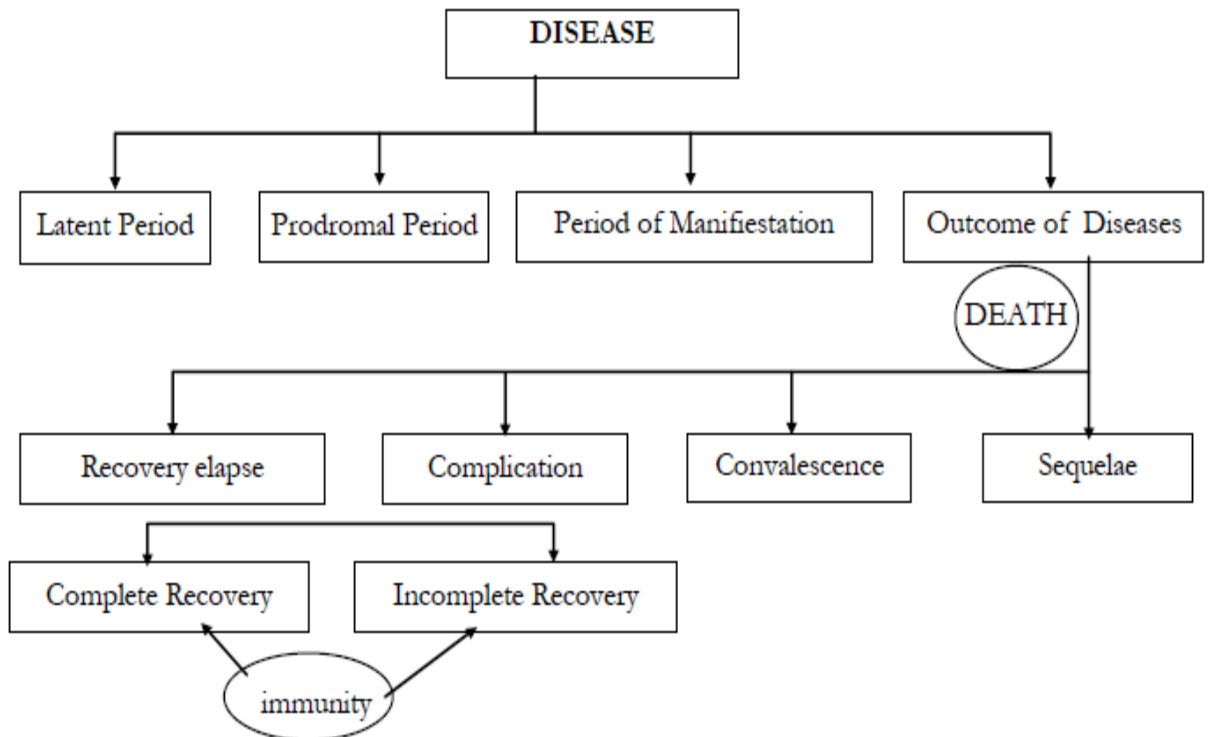 DISEASE
Latent Period
Prodromal Period
Period of Manifiestation
Outcome of Diseases
DEATH
Recovery elapse
Complication
Convalescence
Sequelae
Complete Recovery
Incomplete Recovery
immunity